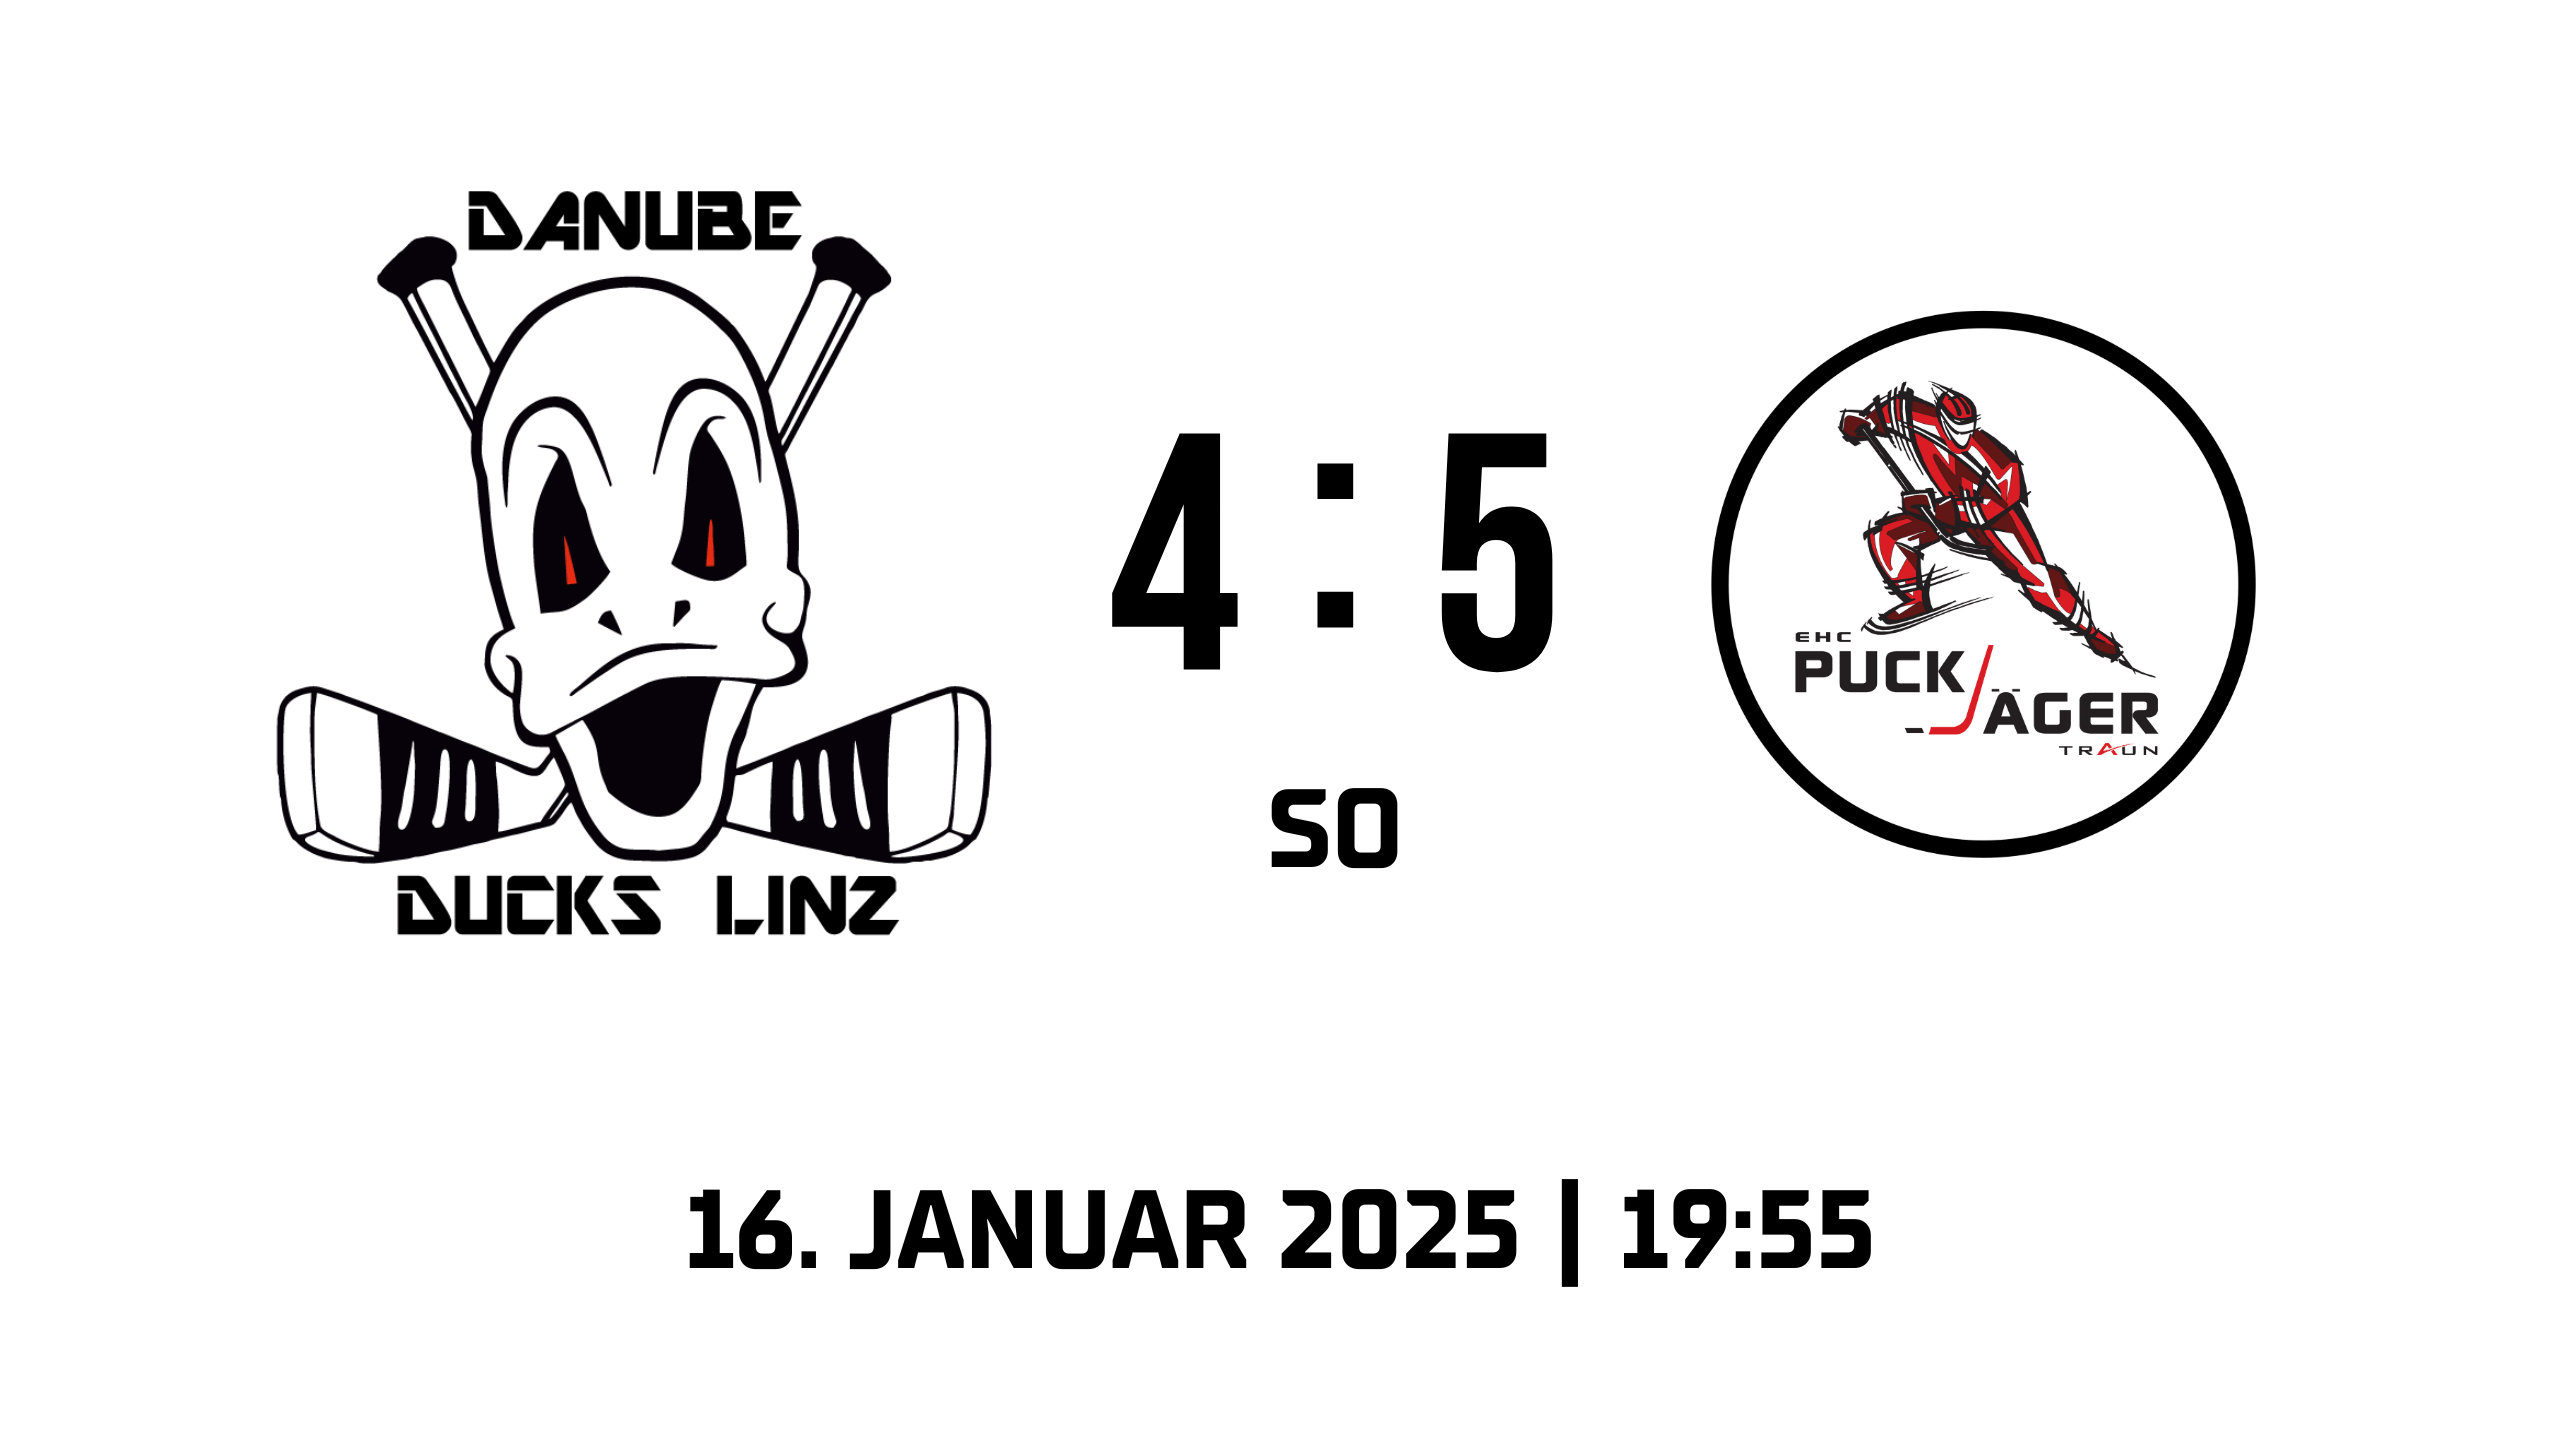 DANUBE
DUCKS LINZ
4 : 5
SO
EHC
PUCK
JÄGER
TRAUN
16. JANUAR 2025 | 19:55